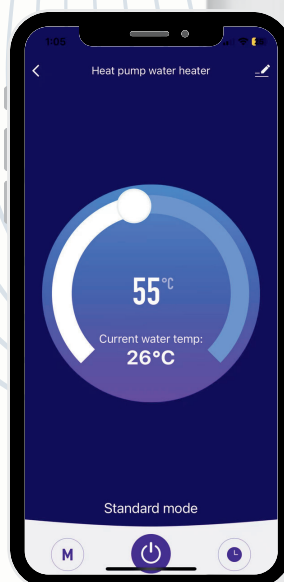 1:05
Heat pump water heater
55°C
Current water temp:
26°C
Standard mode
M